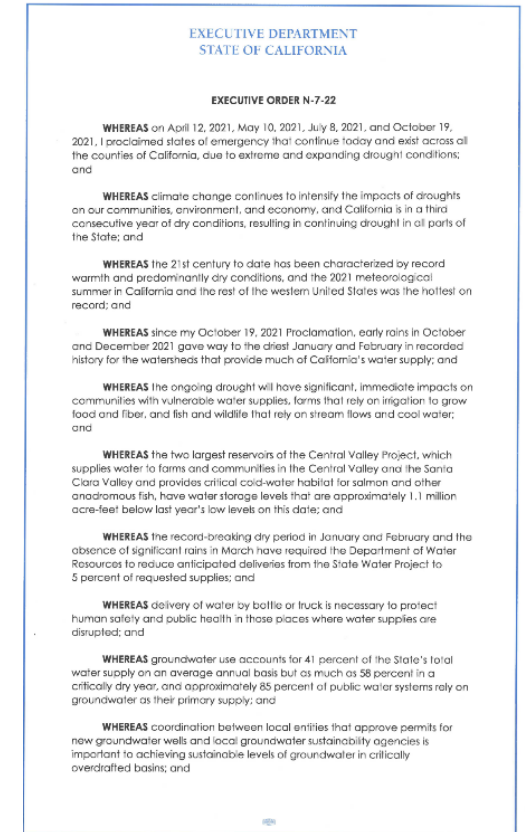 EXECUTIVE DEPARTMENT
STATE OF CALIFORNIA
EXECUTIVE ORDER N-7-22
WHEREAS on April 12, 2021, May 10, 2021, July 8, 2021, and October 19,
2021, I proclaimed states of emergency that continue today and exist across all
the counties of California, due to extreme and expanding drought conditions;
and
WHEREAS climate change continues to intensify the impacts of droughts
on our communities, environment, and economy, and California is in a third
consecutive year of dry conditions, resulting in continuing drought in all parts of
the State; and
WHEREAS the 21st century to date has been characterized by record
warmth and predominantly dry conditions, and the 2021 meteorological
summer in California and the rest of the western United States was the hottest on
record; and
WHEREAS since my October 19, 2021 Proclamation, early rains in October
and December 2021 gave way to the driest January and February in recorded
history for the watersheds that provide much of California's water supply; and
WHEREAS the ongoing drought will have significant, immediate impacts on
communities with vulnerable water supplies, farms that rely on irrigation to grow
food and fiber, and fish and wildlife that rely on stream flows and cool water;
and
WHEREAS the two largest reservoirs of the Central Valley Project, which
supplies water to farms and communities in the Central Valley and the Santa
Clara Valley and provides critical cold-water habitat for salmon and other
anadromous fish, have water storage levels that are approximately 1.1 million
acre-feet below last year's low levels on this date; and
WHEREAS the record-breaking dry period in January and February and the
absence of significant rains in March have required the Department of Water
Resources to reduce anticipated deliveries from the State Water Project to
5 percent of requested supplies; and
WHEREAS delivery of water by bottle or truck is necessary to protect
human safety and public health in those places where water supplies are
disrupted; and
WHEREAS groundwater use accounts for 41 percent of the State's total
water supply on an average annual basis but as much as 58 percent in a
critically dry year, and approximately 85 percent of public water systems rely on
groundwater as their primary supply; and
WHEREAS coordination between local entities that approve permits for
new groundwater wells and local groundwater sustainability agencies is
important to achieving sustainable levels of groundwater in critically
overdrafted basins; and